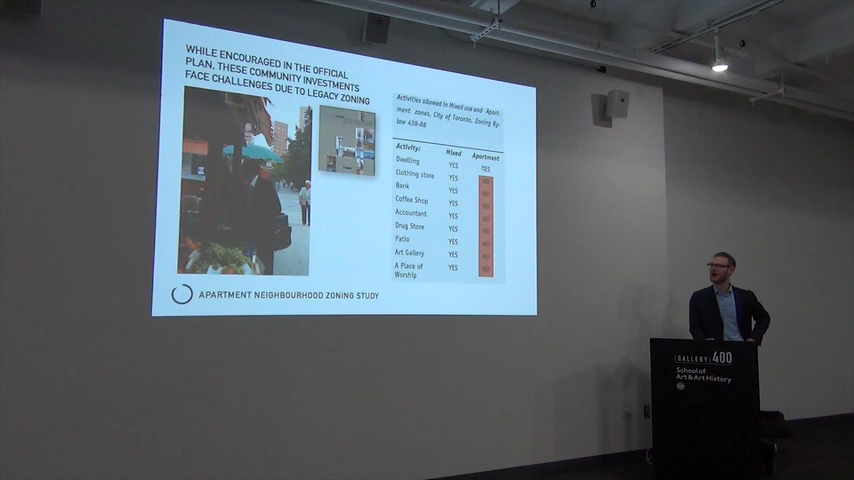 WHILE ENCOURAGED IN THE OFFICIAL
PLAN, THESE COMMUNITY INVESTMENTS
FACE CHALLENGES DUE TO LEGACY ZONING
Activities allowed in Mixed use and Apart-
ment zones, City of Toronto, Zoning By-
law 438-86
Activity: Mixed Apartment
Dwelling YES YES
Clothing store YES NO
Bank YES NO
Coffee Shop YES NO
Accountant YES NO
Drug Store YES NO
Patio YES NO
Art Gallery YES NO
A Place of YES NO
Worship
APARTMENT NEIGHBOURHOOD ZONING STUDY
GALLERY 400
School of
Art & Art History